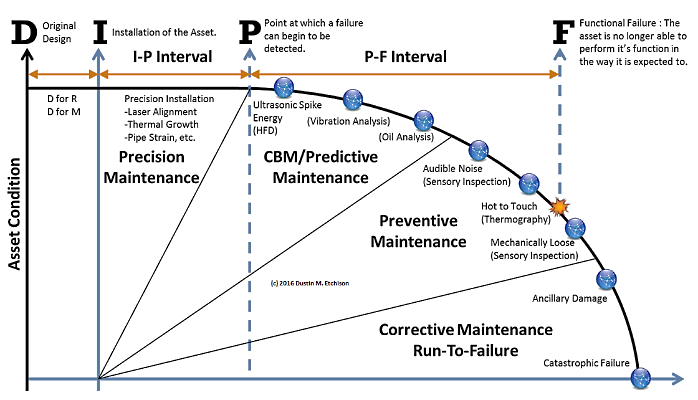 D Original
Design
I Installation of the Asset.
P Point at which a failure
can begin to be
detected.
F Functional Failure : The
asset is no longer able to
perform it's function in
the way it is expected to.
I-P Interval
P-F Interval
D for R
D for M
Precision Installation
-Laser Alignment
-Thermal Growth
-Pipe Strain, etc.
Precision
Maintenance
Ultrasonic Spike
Energy
(HFD)
(Vibration Analysis)
(Oil Analysis)
CBM/Predictive
Maintenance
Audible Noise
(Sensory Inspection)
Hot to Touch
(Thermography)
Preventive
Maintenance
Mechanically Loose
(Sensory Inspection)
Asset Condition
(c) 2016 Dustin M. Etchison
Ancillary Damage
Corrective Maintenance
Run-To-Failure
Catastrophic Failure